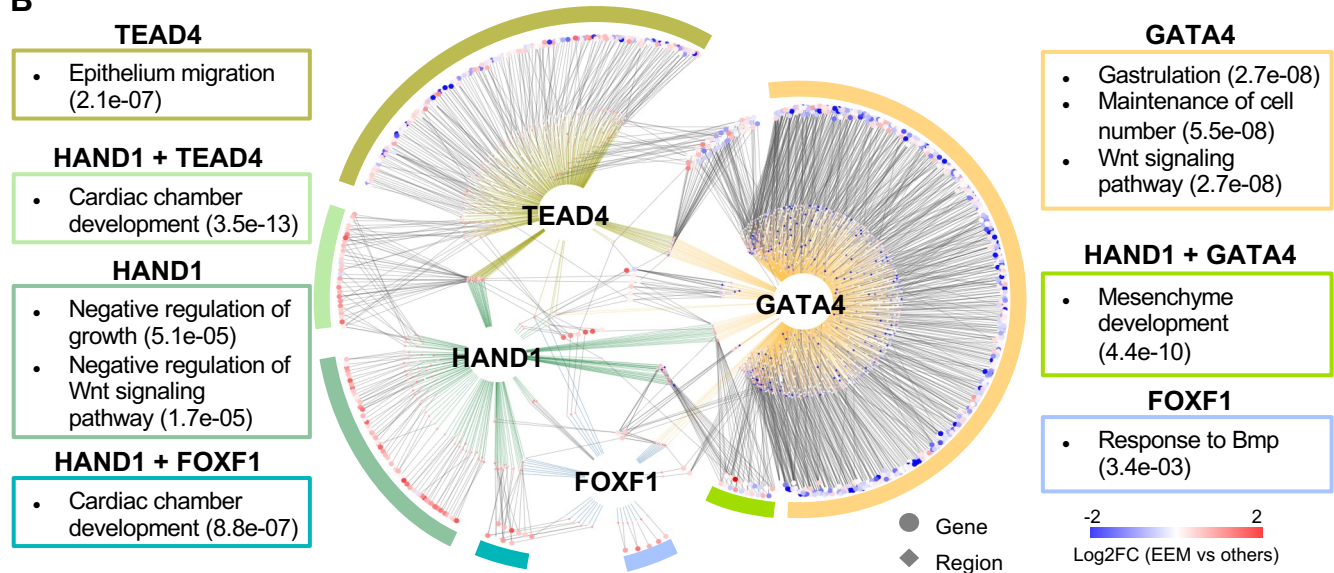 B
TEAD4
• Epithelium migration
(2.1e-07)
HAND1 + TEAD4
• Cardiac chamber
development (3.5e-13)
HAND1
• Negative regulation of
growth (5.1e-05)
• Negative regulation of
Wnt signaling
pathway (1.7e-05)
HAND1 + FOXF1
• Cardiac chamber
development (8.8e-07)
TEAD4
GATA4
HAND1
FOXF1
Gene
Region
GATA4
• Gastrulation (2.7e-08)
• Maintenance of cell
number (5.5e-08)
• Wnt signaling
pathway (2.7e-08)
HAND1 + GATA4
• Mesenchyme
development
(4.4e-10)
FOXF1
• Response to Bmp
(3.4e-03)
-2 2
Log2FC (EEM vs others)